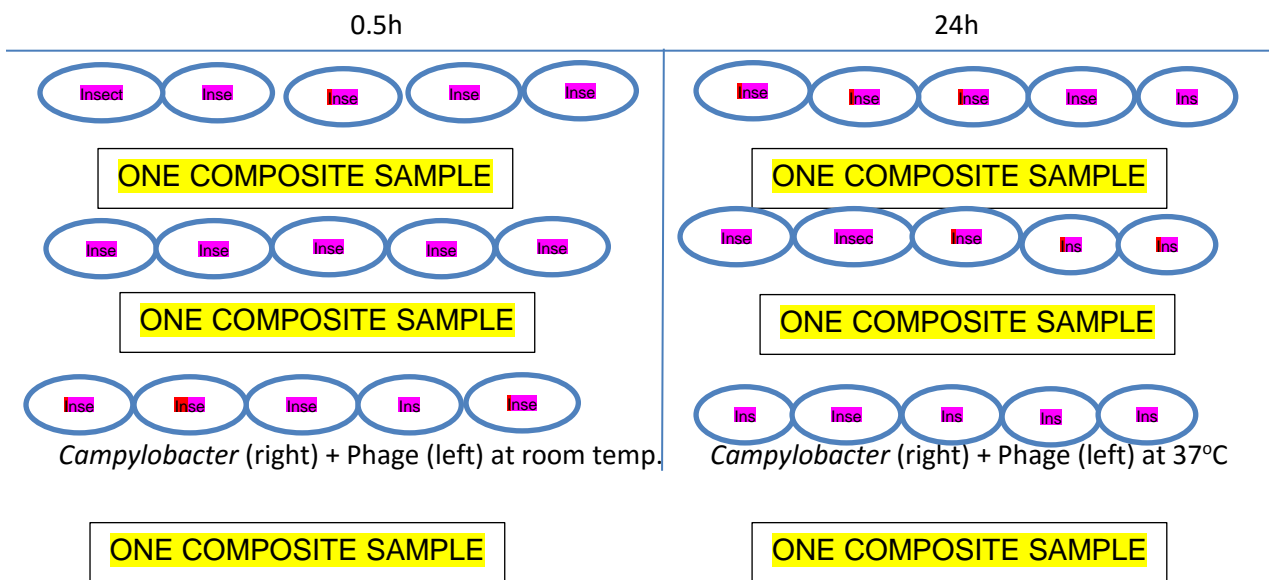 0.5h 24h
Insect Inse Inse Inse Inse Inse Inse Inse Inse Ins
ONE COMPOSITE SAMPLE ONE COMPOSITE SAMPLE
Inse Inse Inse Inse Inse Inse Insec Inse Ins Ins
ONE COMPOSITE SAMPLE ONE COMPOSITE SAMPLE
Inse Inse Inse Ins Inse Ins Inse Ins Ins Ins
Campylobacter (right) + Phage (left) at room temp. Campylobacter (right) + Phage (left) at 37°C
ONE COMPOSITE SAMPLE ONE COMPOSITE SAMPLE